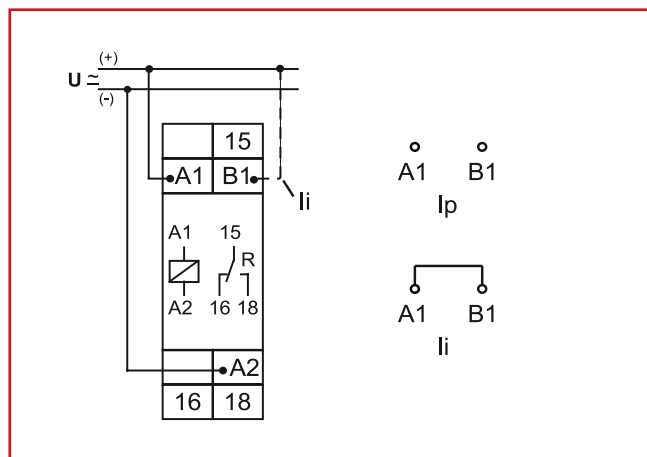 (+)
U ≃
(-)
15
A1 B1
Ii
A1 15
R
A2 16 18
A2
16 18
A1 B1
Ip
A1 B1
Ii